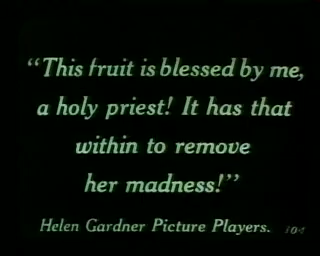 “This fruit is blessed by me,
a holy priest! It has that
within to remove
her madness!”
Helen Gardner Picture Players. 104